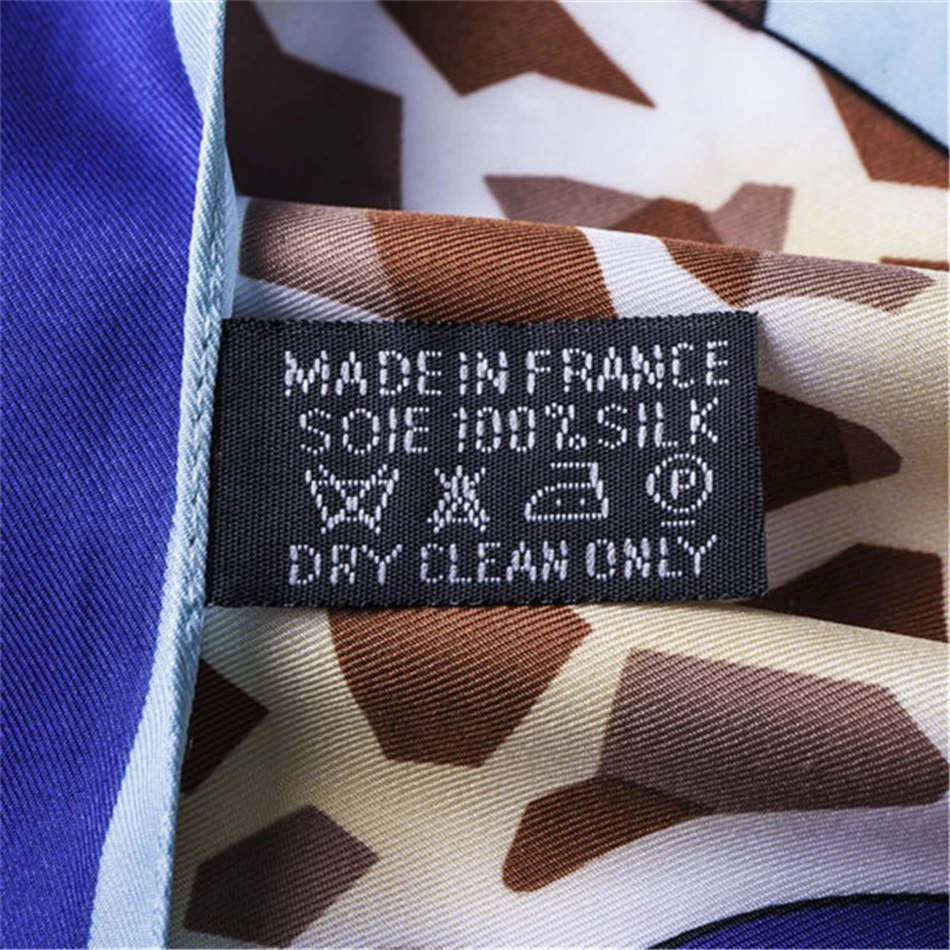 MADE IN FRANCE
SOIE 100% SILK
P
DRY CLEAN ONLY